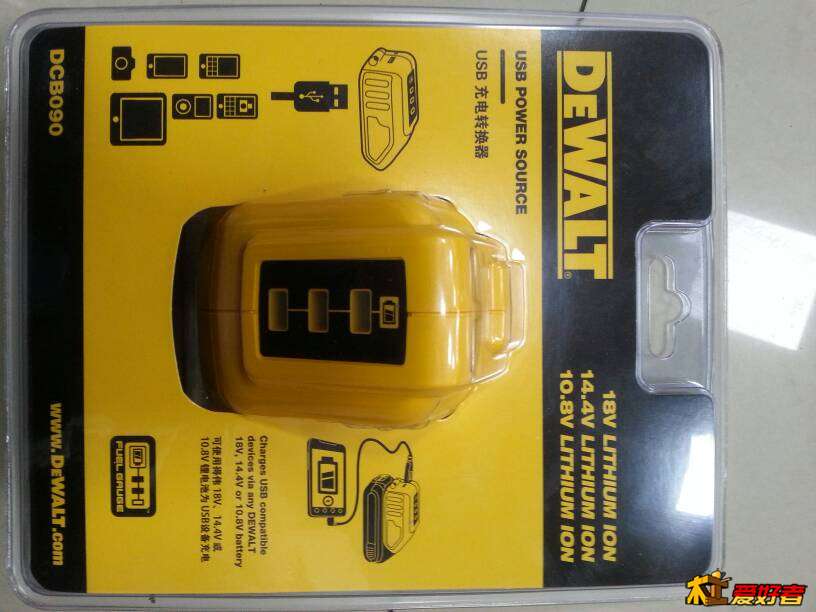 DEWALT®
18V LITHIUM ION
14.4V LITHIUM ION
10.8V LITHIUM ION
USB POWER SOURCE
USB 充电转换器
Charges USB compatible
devices via any DEWALT
18V, 14.4V or 10.8V battery
可使用得伟 18V、14.4V 或
10.8V 锂电池为 USB设备充电
FUEL GAUGE
DCB090
www.DEWALT.com
爱好者